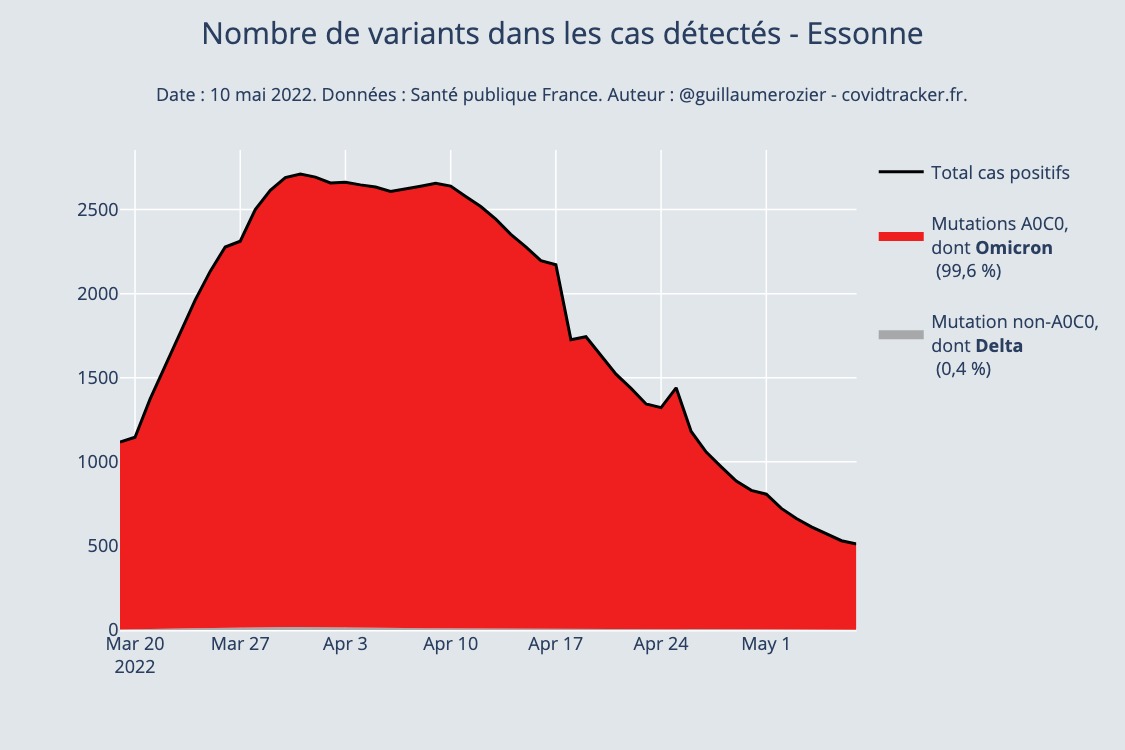 Nombre de variants dans les cas détectés - Essonne
Date : 10 mai 2022. Données : Santé publique France. Auteur : @guillaumerozier - covidtracker.fr.
Total cas positifs
Mutations A0C0,
dont Omicron
(99,6 %)
Mutation non-A0C0,
dont Delta
(0,4 %)
2500
2000
1500
1000
500
0
Mar 20 Mar 27 Apr 3 Apr 10 Apr 17 Apr 24 May 1
2022